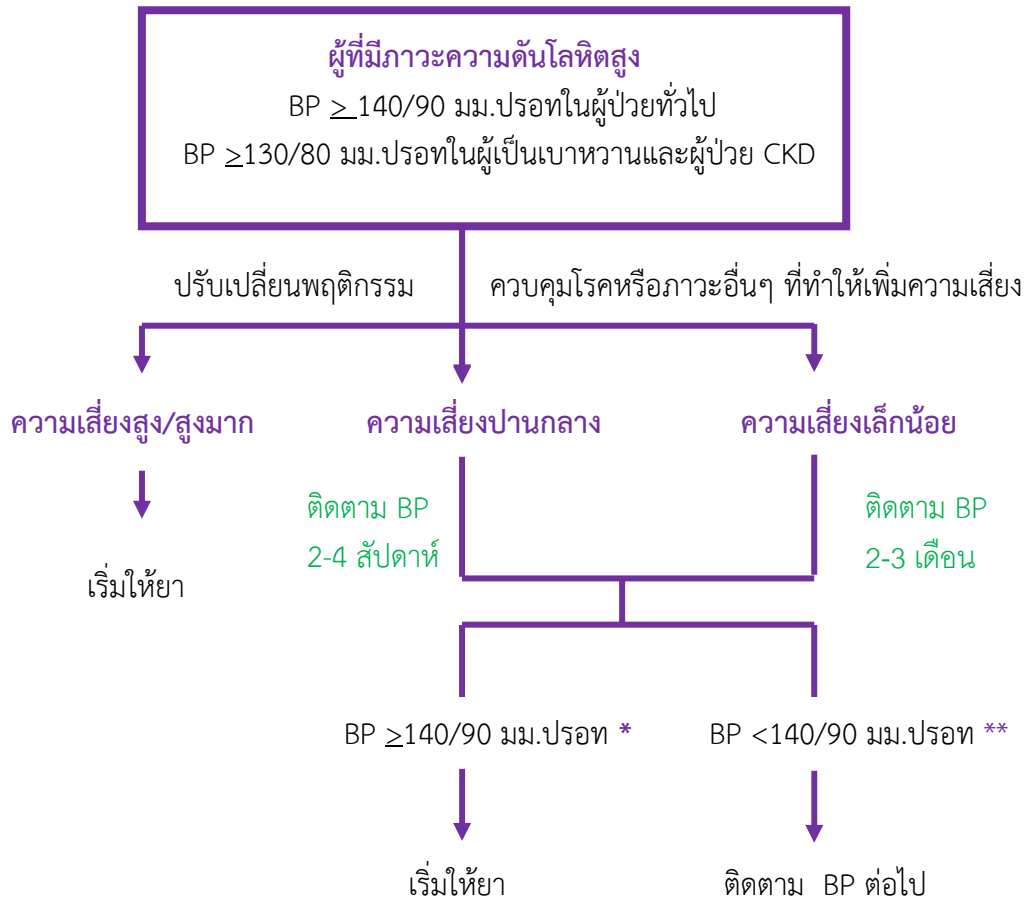 ผู้ที่มีภาวะความดันโลหิตสูง
BP ≥ 140/90 มม.ปรอทในผู้ป่วยทั่วไป
BP ≥130/80 มม.ปรอทในผู้เป็นเบาหวานและผู้ป่วย CKD
ปรับเปลี่ยนพฤติกรรม
ควบคุมโรคหรือภาวะอื่นๆ ที่ทำให้เพิ่มความเสี่ยง
ความเสี่ยงสูง/สูงมาก
ความเสี่ยงปานกลาง
ความเสี่ยงเล็กน้อย
ติดตาม BP
2-4 สัปดาห์
ติดตาม BP
2-3 เดือน
เริ่มให้ยา
BP ≥140/90 มม.ปรอท *
BP <140/90 มม.ปรอท **
เริ่มให้ยา
ติดตาม BP ต่อไป